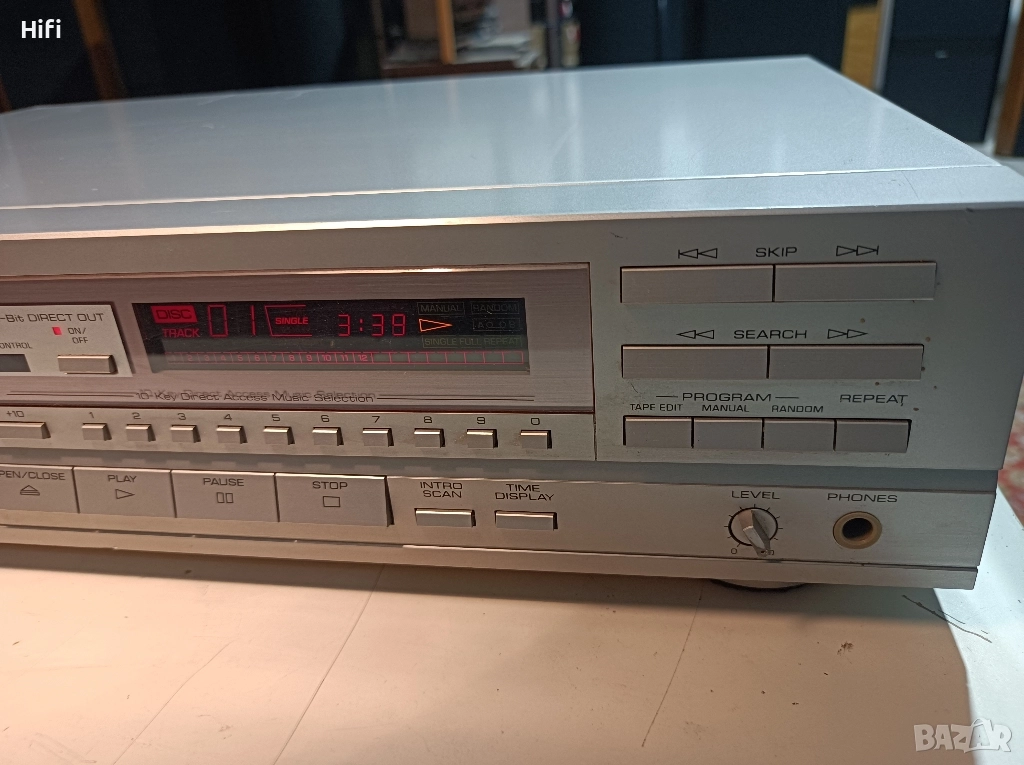 Hifi
-Bit DIRECT OUT
ON/
OFF
ONTROL
DISC
TRACK
01
SINGLE
3:38
MANUAL
RANDOM
A C.D.D
SINGLE FULL REPEAT
1 2 3 4 5 6 7 8 9 10 11 12
10-Key Direct Access Music Selection
+10 1 2 3 4 5 6 7 8 9 0
PEN/CLOSE
PLAY
PAUSE
STOP
INTRO
SCAN
TIME
DISPLAY
SKIP
SEARCH
PROGRAM
TAPE EDIT MANUAL RANDOM
REPEAT
LEVEL
0
PHONES
BAZAR